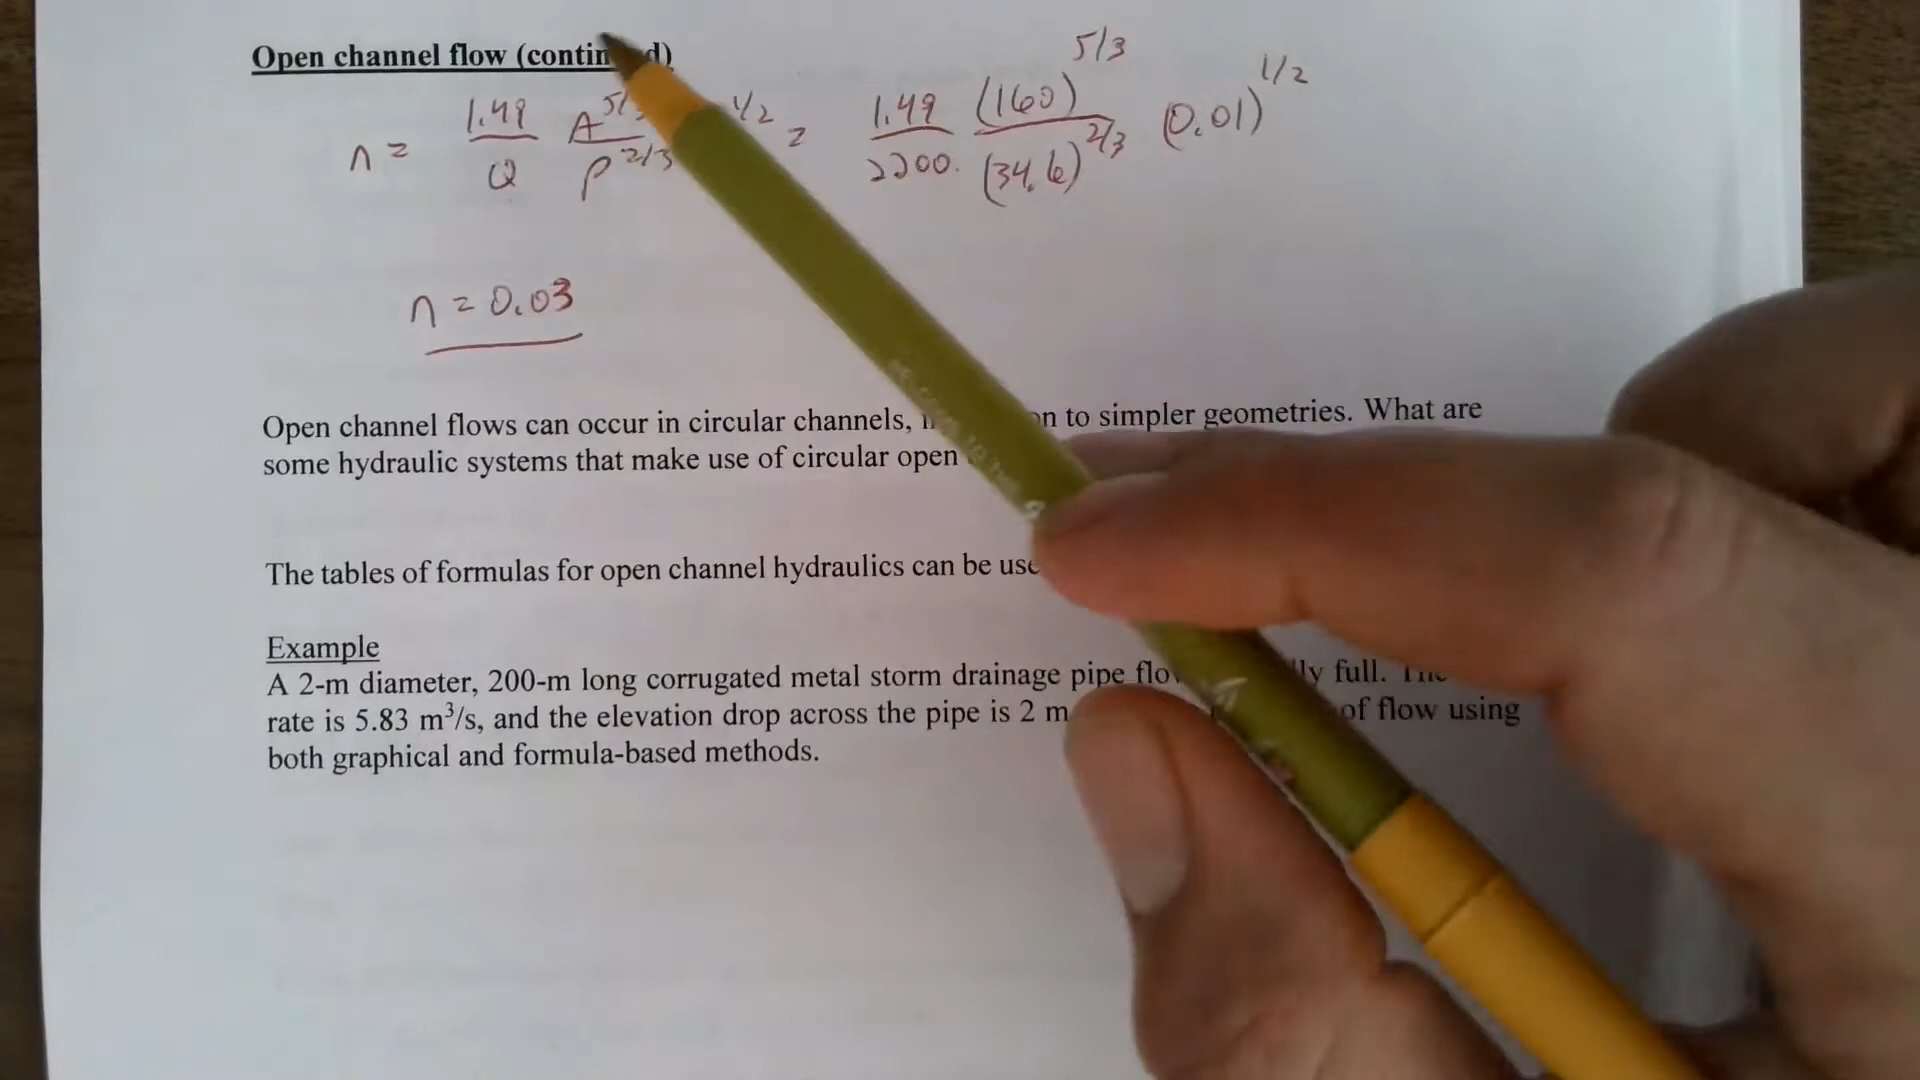 Open channel flow (contin d)
n = 1.49/Q A^5/ /P^2/3 ^1/2 = 1.49/2200. (160)^5/3/(34.6)^2/3 (0.01)^1/2
n = 0.03
Open channel flows can occur in circular channels, to simpler geometries. What are
some hydraulic systems that make use of circular open
The tables of formulas for open channel hydraulics can be
Example
A 2-m diameter, 200-m long corrugated metal storm drainage pipe full.
rate is 5.83 m³/s, and the elevation drop across the pipe is 2 m of flow using
both graphical and formula-based methods.